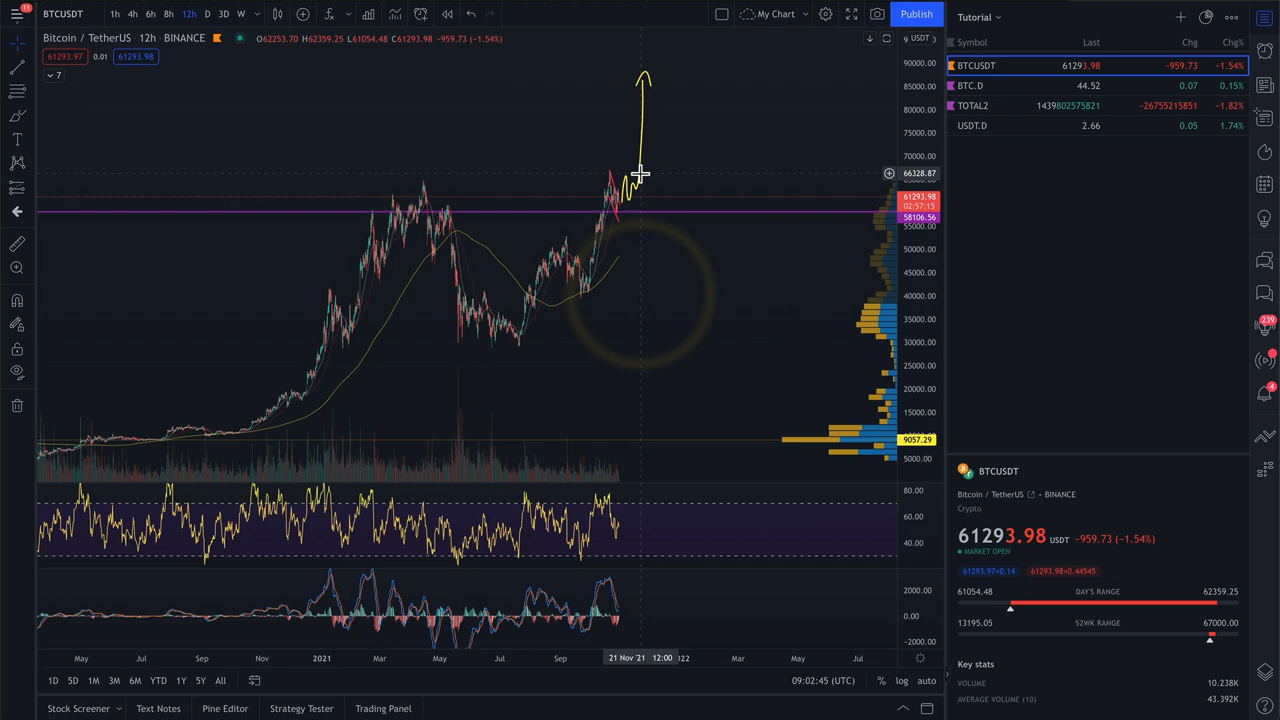 11
BTCUSDT 1h 4h 6h 8h 12h D 3D W My Chart Publish
Bitcoin / TetherUS · 12h · BINANCE O62253.70 H62359.25 L61054.48 C61293.98 −959.73 (−1.54%)
61293.97 0.01 61293.98
7
USDT
90000.00
85000.00
80000.00
75000.00
70000.00
66328.87
61293.98
02:57:15
58106.56
55000.00
50000.00
45000.00
40000.00
35000.00
30000.00
25000.00
20000.00
15000.00
9057.29
5000.00
80.00
60.00
40.00
2000.00
0.00
−2000.00
May Jul Sep Nov 2021 Mar May Jul Sep 21 Nov '21 12:00 2022 Mar May Jul
1D 5D 1M 3M 6M YTD 1Y 5Y All 09:02:45 (UTC) % log auto
Stock Screener Text Notes Pine Editor Strategy Tester Trading Panel
Tutorial
Symbol Last Chg Chg%
BTCUSDT 61293.98 −959.73 −1.54%
BTC.D 44.52 0.07 0.15%
TOTAL2 1439802575821 −26755215851 −1.82%
USDT.D 2.66 0.05 1.74%
BTCUSDT
Bitcoin / TetherUS · BINANCE
Crypto
61293.98 USDT −959.73 (−1.54%)
MARKET OPEN
61293.97×0.14 61293.98×0.44545
61054.48 DAY'S RANGE 62359.25
13195.05 52WK RANGE 67000.00
Key stats
VOLUME 10.238K
AVERAGE VOLUME (10) 43.392K
239
4